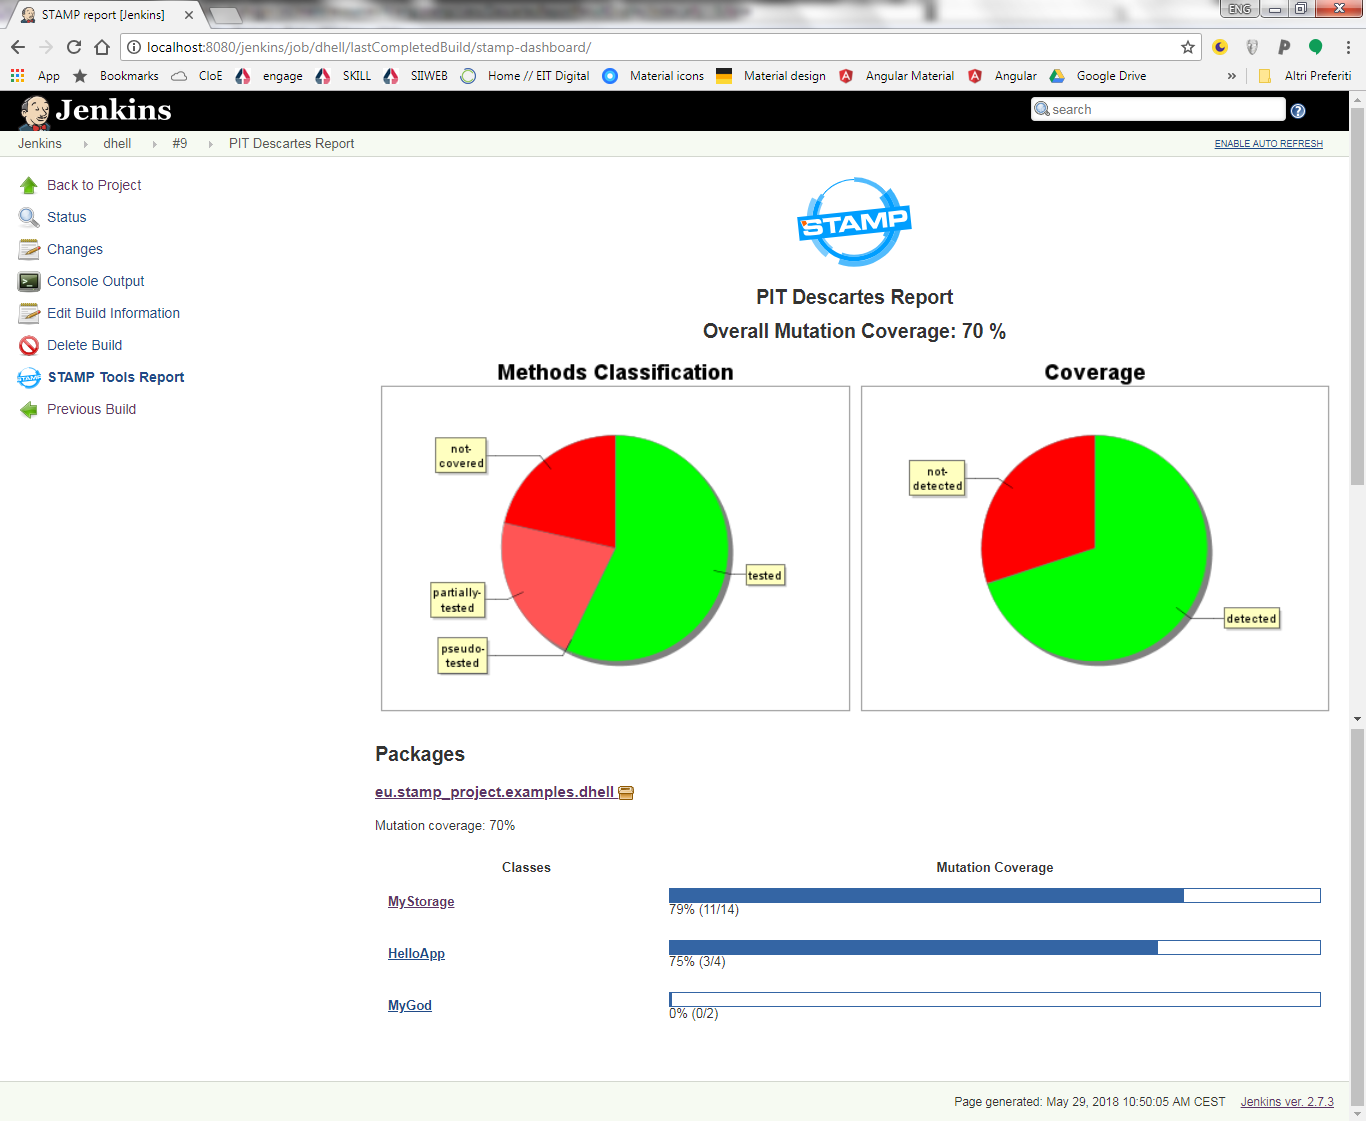 STAMP report [Jenkins]
ENG
localhost:8080/jenkins/job/dhell/lastCompletedBuild/stamp-dashboard/
App Bookmarks CloE engage SKILL SIIWEB Home // EIT Digital Material icons Material design Angular Material Angular Google Drive » Altri Preferiti
Jenkins
search
Jenkins dhell #9 PIT Descartes Report
ENABLE AUTO REFRESH
Back to Project
Status
Changes
Console Output
Edit Build Information
Delete Build
STAMP Tools Report
Previous Build
STAMP
PIT Descartes Report
Overall Mutation Coverage: 70 %
Methods Classification
not-
covered
partially-
tested
pseudo-
tested
tested
Coverage
not-
detected
detected
Packages
eu.stamp_project.examples.dhell
Mutation coverage: 70%
Classes Mutation Coverage
MyStorage
79% (11/14)
HelloApp
75% (3/4)
MyGod
0% (0/2)
Page generated: May 29, 2018 10:50:05 AM CEST Jenkins ver. 2.7.3